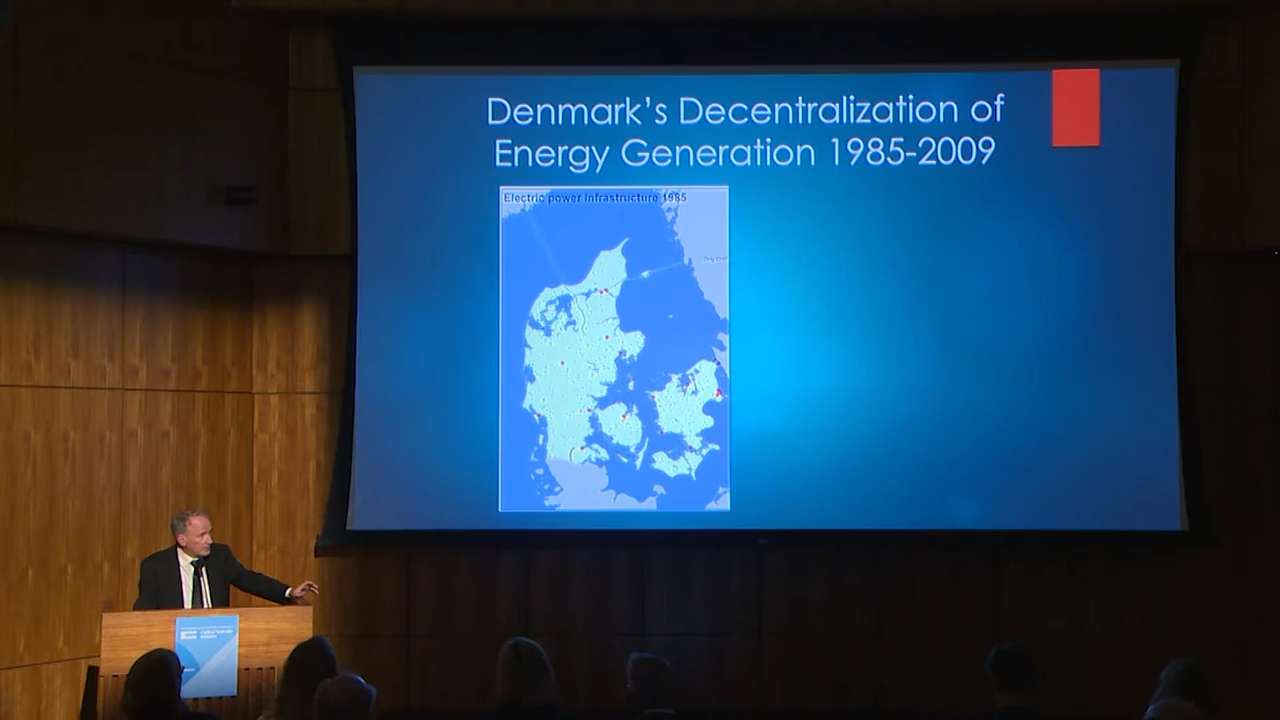 Denmark's Decentralization of
Energy Generation 1985-2009
Electric power Infrastructure 1985